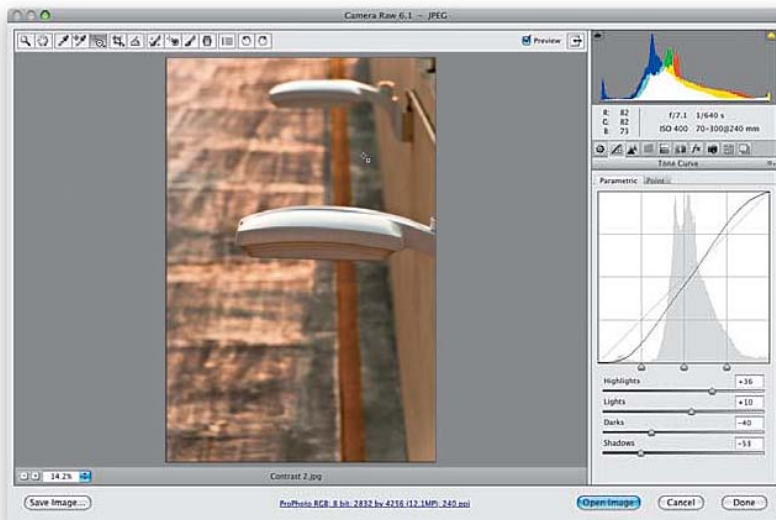 Camera Raw 6.1 – JPEG
Preview
R: 82
G: 82
B: 73
f/7.1 1/640 s
ISO 400 70-300@240 mm
fx
Tone Curve
Parametric Point
Highlights +36
Lights +10
Darks -40
Shadows -53
14.2%
Contrast 2.jpg
Save Image...
ProPhoto RGB; 8 bit; 2832 by 4256 (12.1MP); 240 ppi
Open Image
Cancel
Done